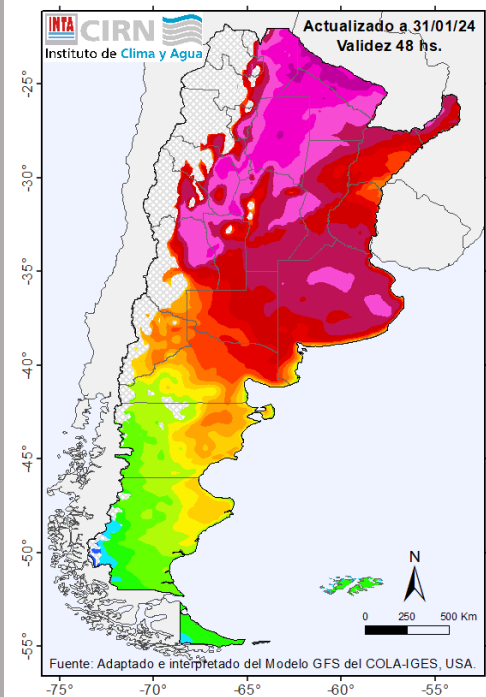 INTA CIRN
Instituto de Clima y Agua
Actualizado a 31/01/24
Validez 48 hs.
-25°
-30°
-35°
-40°
-45°
-50°
-55°
N
0 250 500 Km
Fuente: Adaptado e interpretado del Modelo GFS del COLA-IGES, USA.
-75° -70° -65° -60° -55°